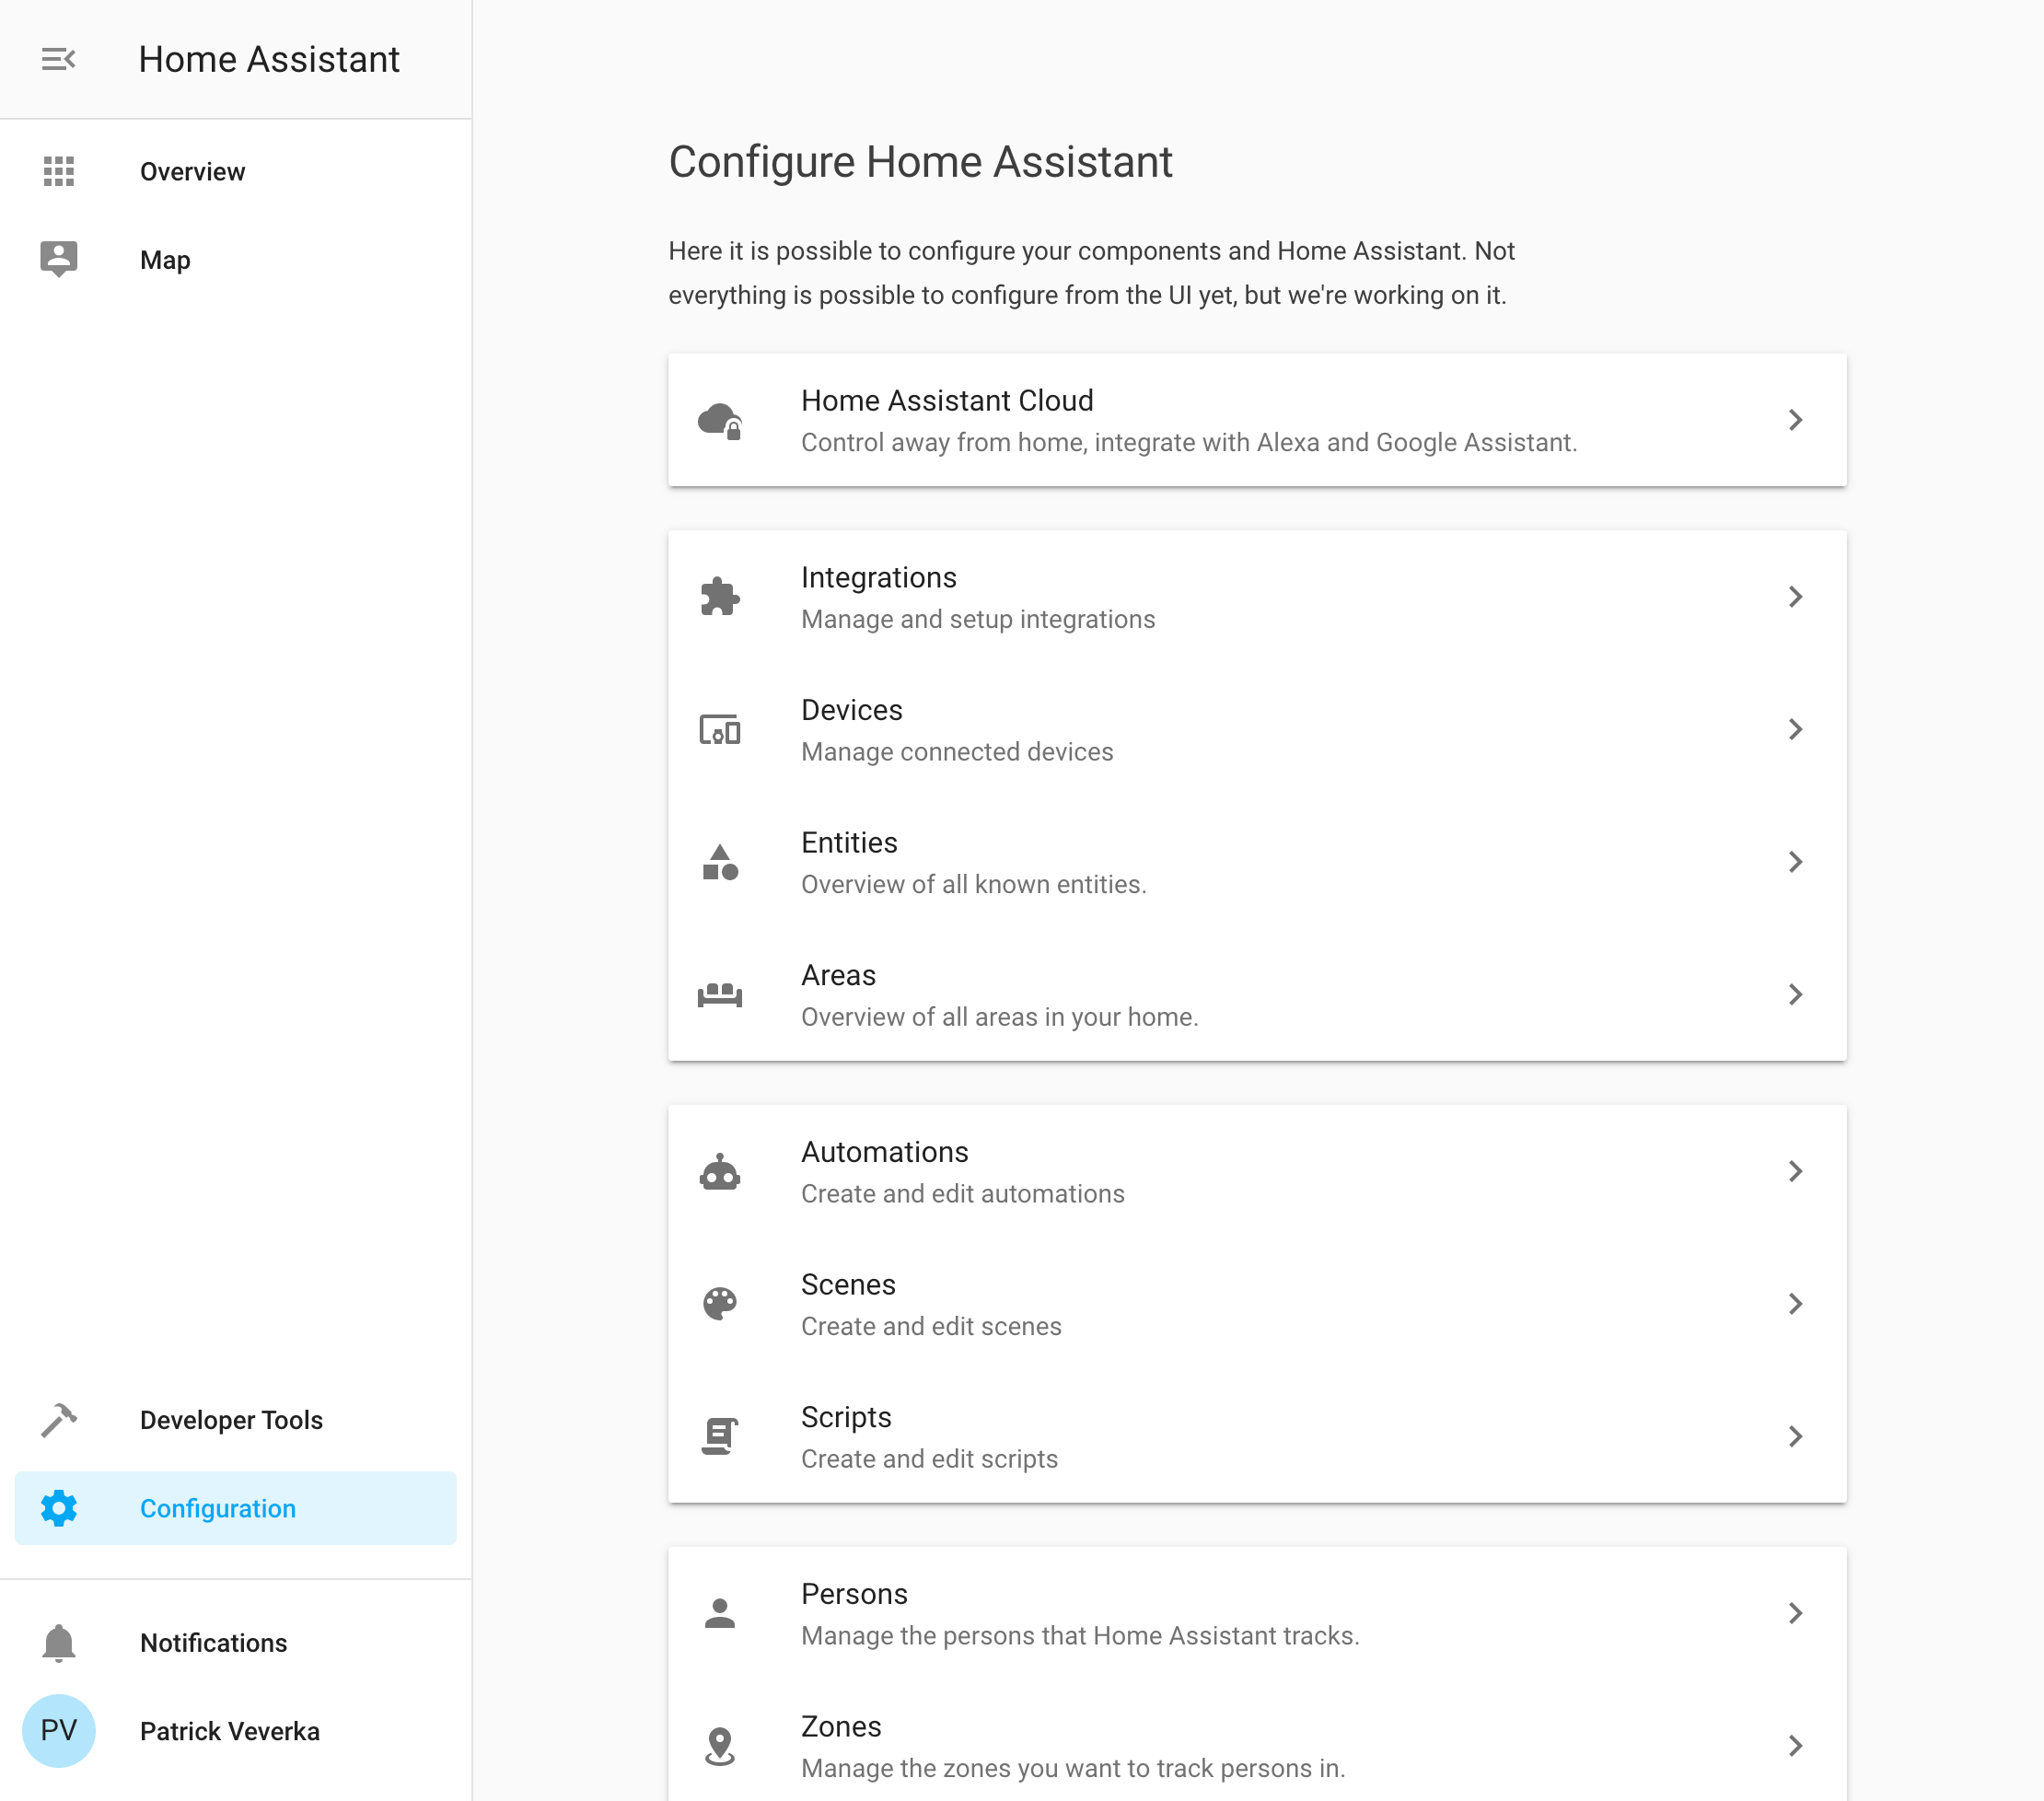 Home Assistant
Overview
Map
Developer Tools
Configuration
Notifications
PV
Patrick Veverka
Configure Home Assistant
Here it is possible to configure your components and Home Assistant. Not
everything is possible to configure from the UI yet, but we're working on it.
Home Assistant Cloud
Control away from home, integrate with Alexa and Google Assistant.
Integrations
Manage and setup integrations
Devices
Manage connected devices
Entities
Overview of all known entities.
Areas
Overview of all areas in your home.
Automations
Create and edit automations
Scenes
Create and edit scenes
Scripts
Create and edit scripts
Persons
Manage the persons that Home Assistant tracks.
Zones
Manage the zones you want to track persons in.